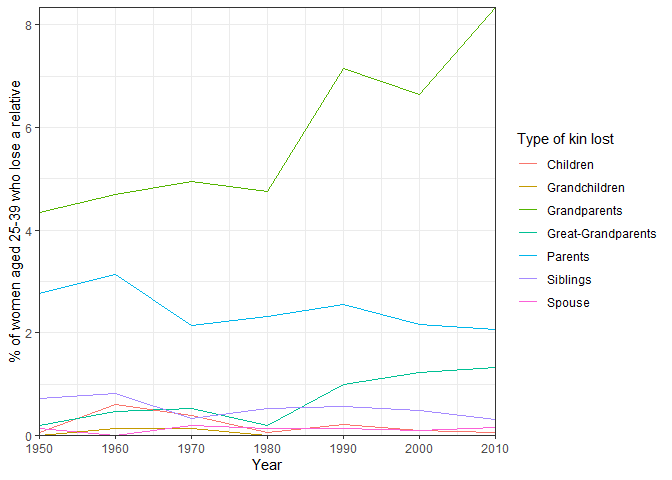 % of women aged 25-39 who lose a relative
8
6
4
2
0
1950 1960 1970 1980 1990 2000 2010
Year
Type of kin lost
Children
Grandchildren
Grandparents
Great-Grandparents
Parents
Siblings
Spouse